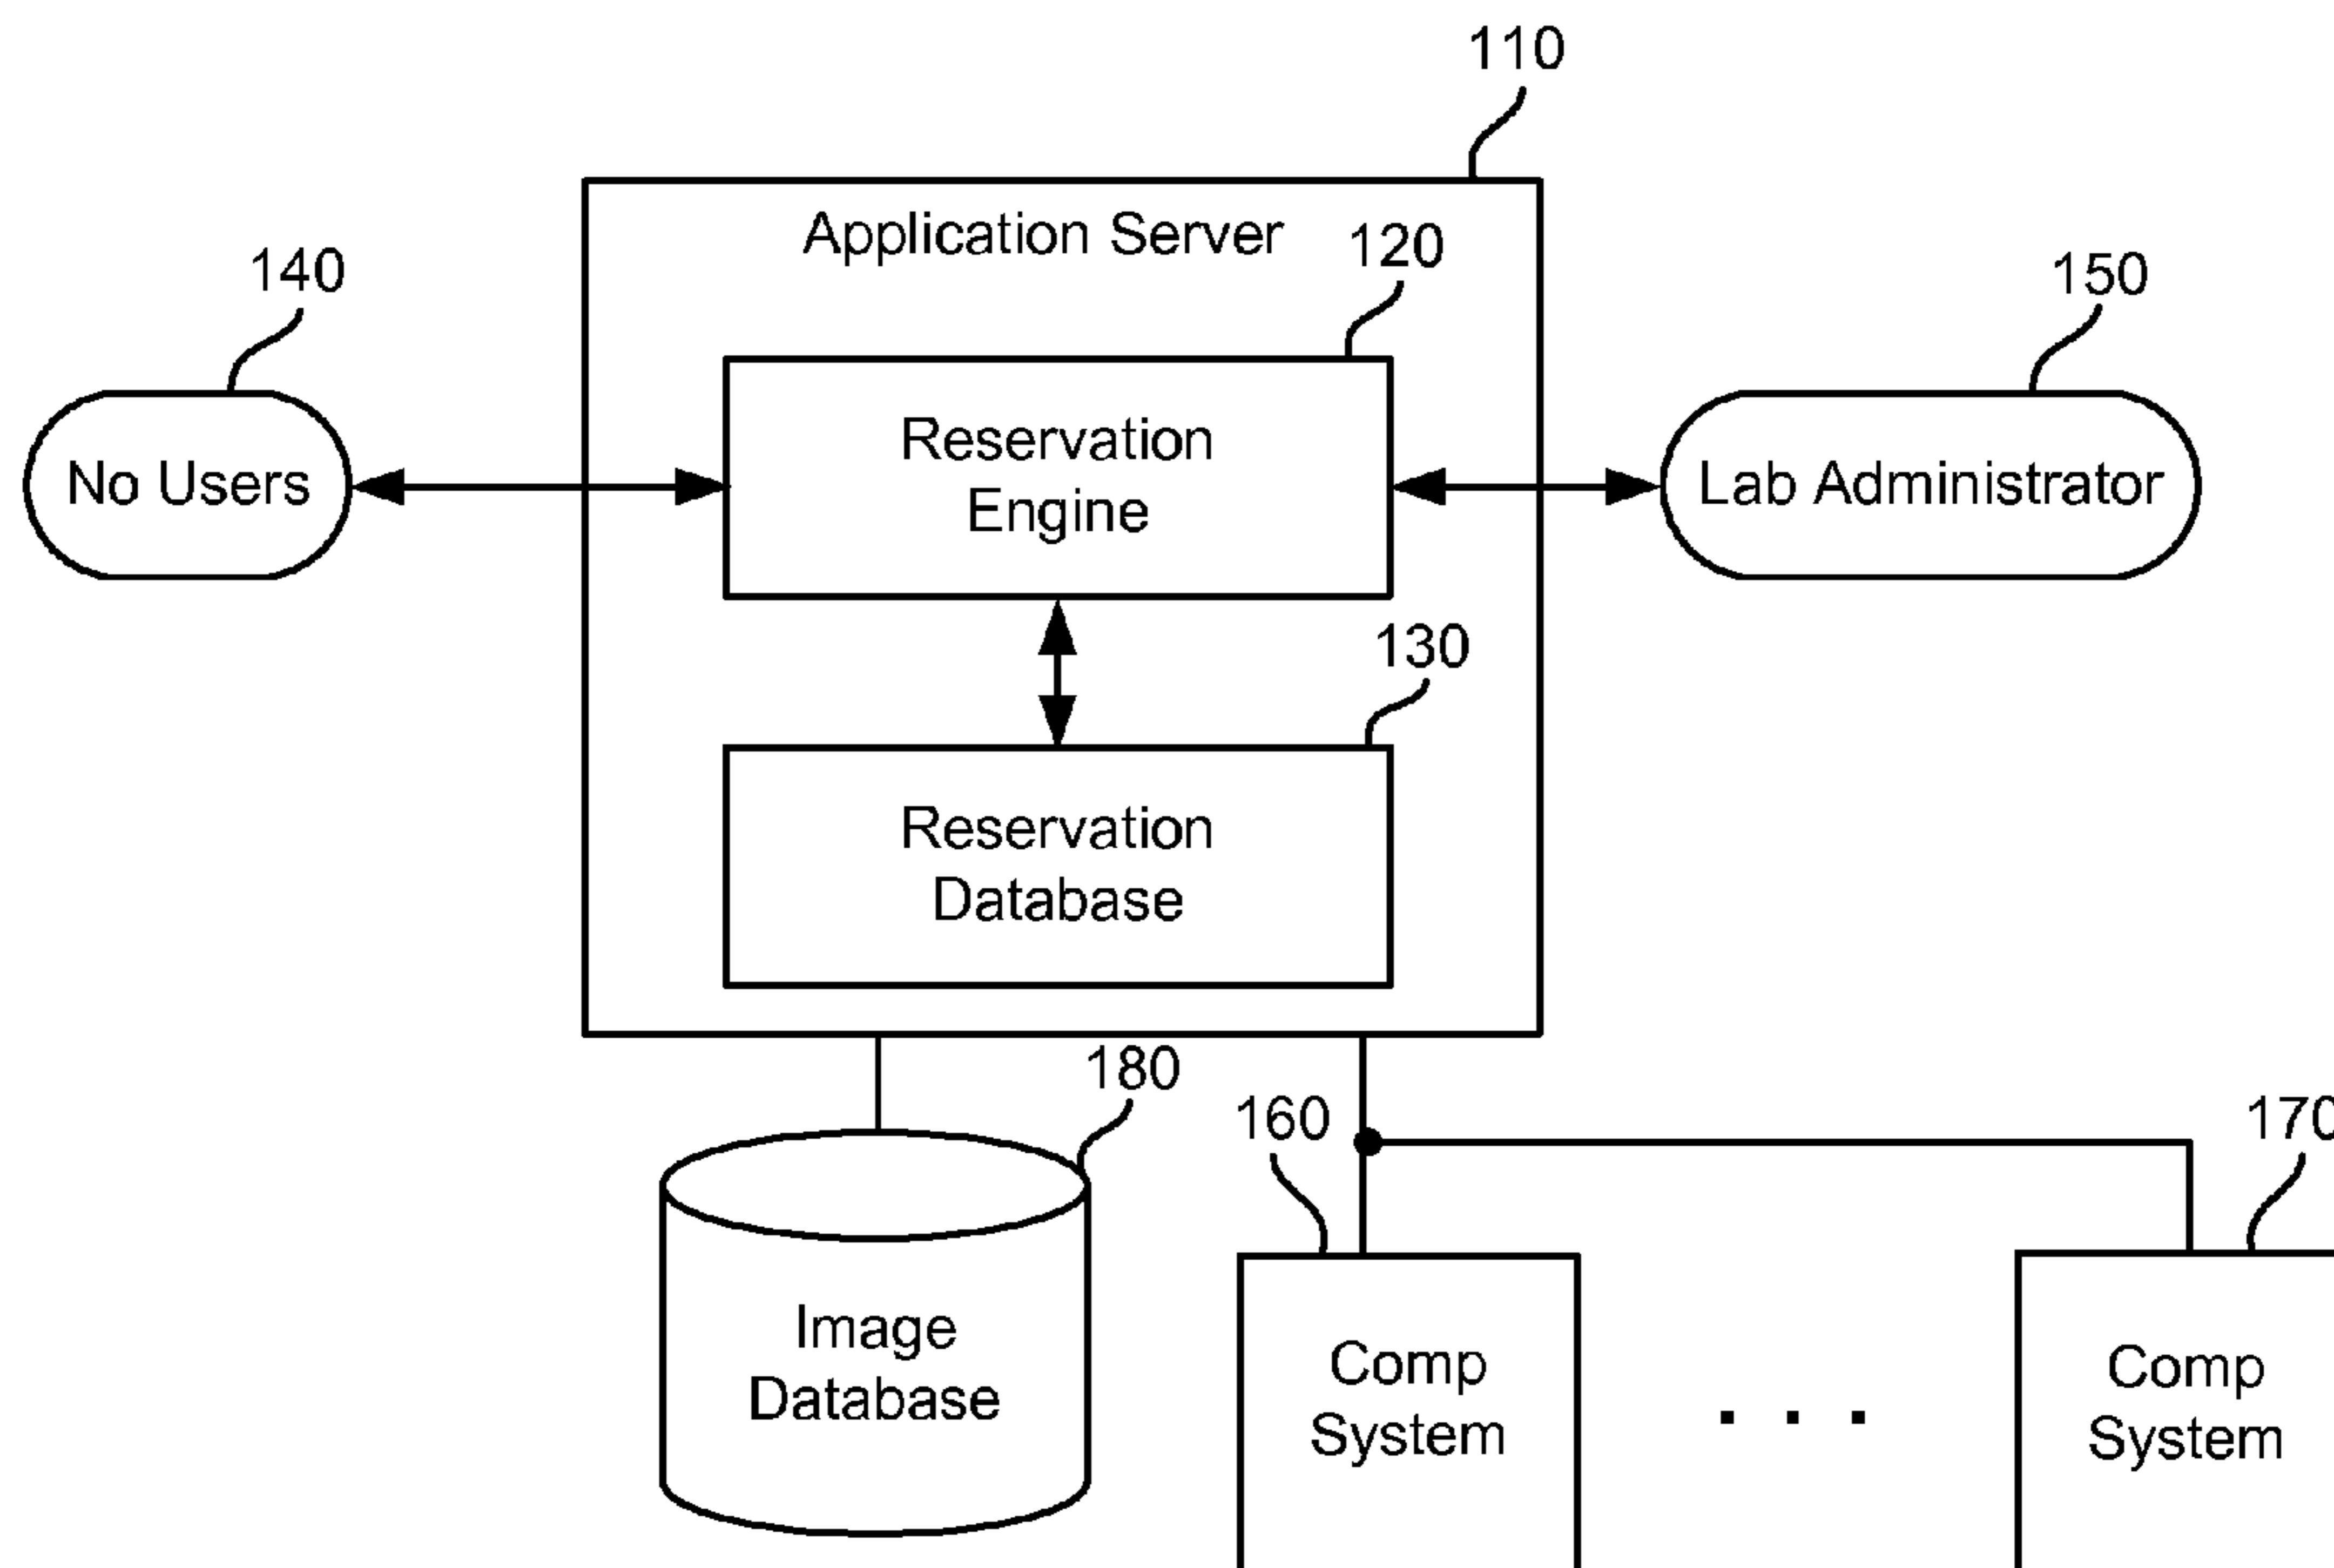 110
Application Server
120
140
150
Reservation
Engine
No Users
Lab Administrator
130
Reservation
Database
180
160
170
Image
Database
Comp
System
. . .
Comp
System